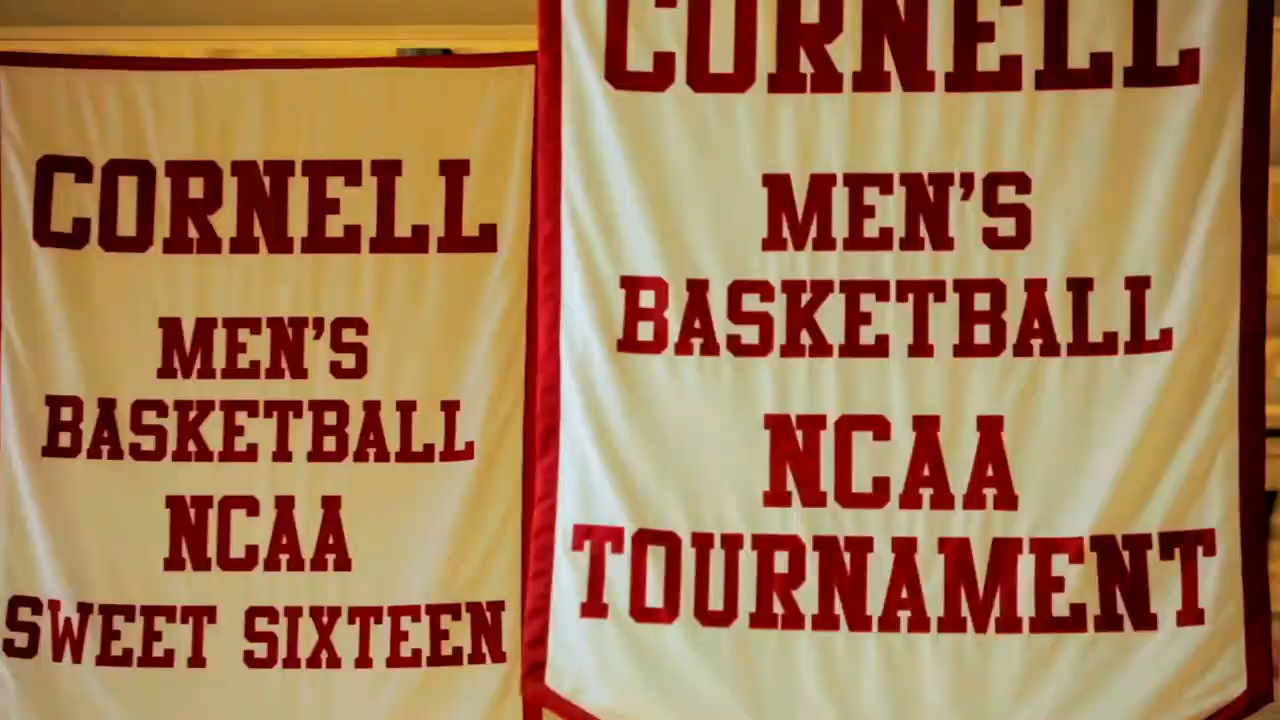 CORNELL
MEN'S
BASKETBALL
NCAA
SWEET SIXTEEN
CORNELL
MEN'S
BASKETBALL
NCAA
TOURNAMENT